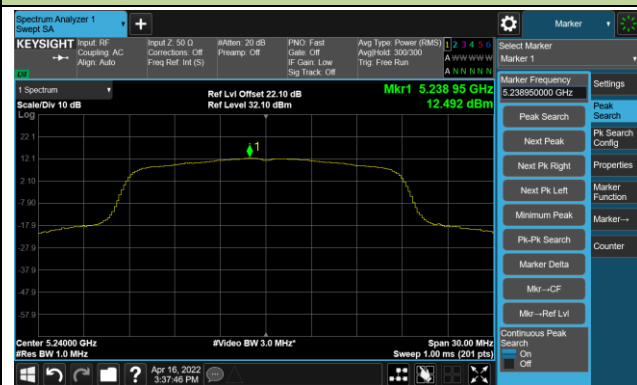 Spectrum Analyzer 1
Swept SA
Marker
KEYSIGHT
Input: RF
Coupling: AC
Align: Auto
Input Z: 50 Ω
Corrections: Off
Freq Ref: Int (S)
#Atten: 20 dB
Preamp: Off
PNO: Fast
Gate: Off
IF Gain: Low
Sig Track: Off
Avg Type: Power (RMS)
Avg|Hold: 300/300
Trig: Free Run
1 2 3 4 5 6
A W W W W W
A N N N N N
Select Marker
Marker 1
1 Spectrum
Scale/Div 10 dB
Log
Ref Lvl Offset 22.10 dB
Ref Level 32.10 dBm
Mkr1 5.238 95 GHz
12.492 dBm
22.1
12.1
2.10
-7.90
-17.9
-27.9
-37.9
-47.9
-57.9
1
Center 5.24000 GHz
#Res BW 1.0 MHz
#Video BW 3.0 MHz*
Span 30.00 MHz
Sweep 1.00 ms (201 pts)
Marker Frequency
5.238950000 GHz
Peak Search
Next Peak
Next Pk Right
Next Pk Left
Minimum Peak
Pk-Pk Search
Marker Delta
Mkr→CF
Mkr→Ref Lvl
Continuous Peak
Search
On
Off
Settings
Peak
Search
Pk Search
Config
Properties
Marker
Function
Marker→
Counter
Apr 16, 2022
3:37:46 PM